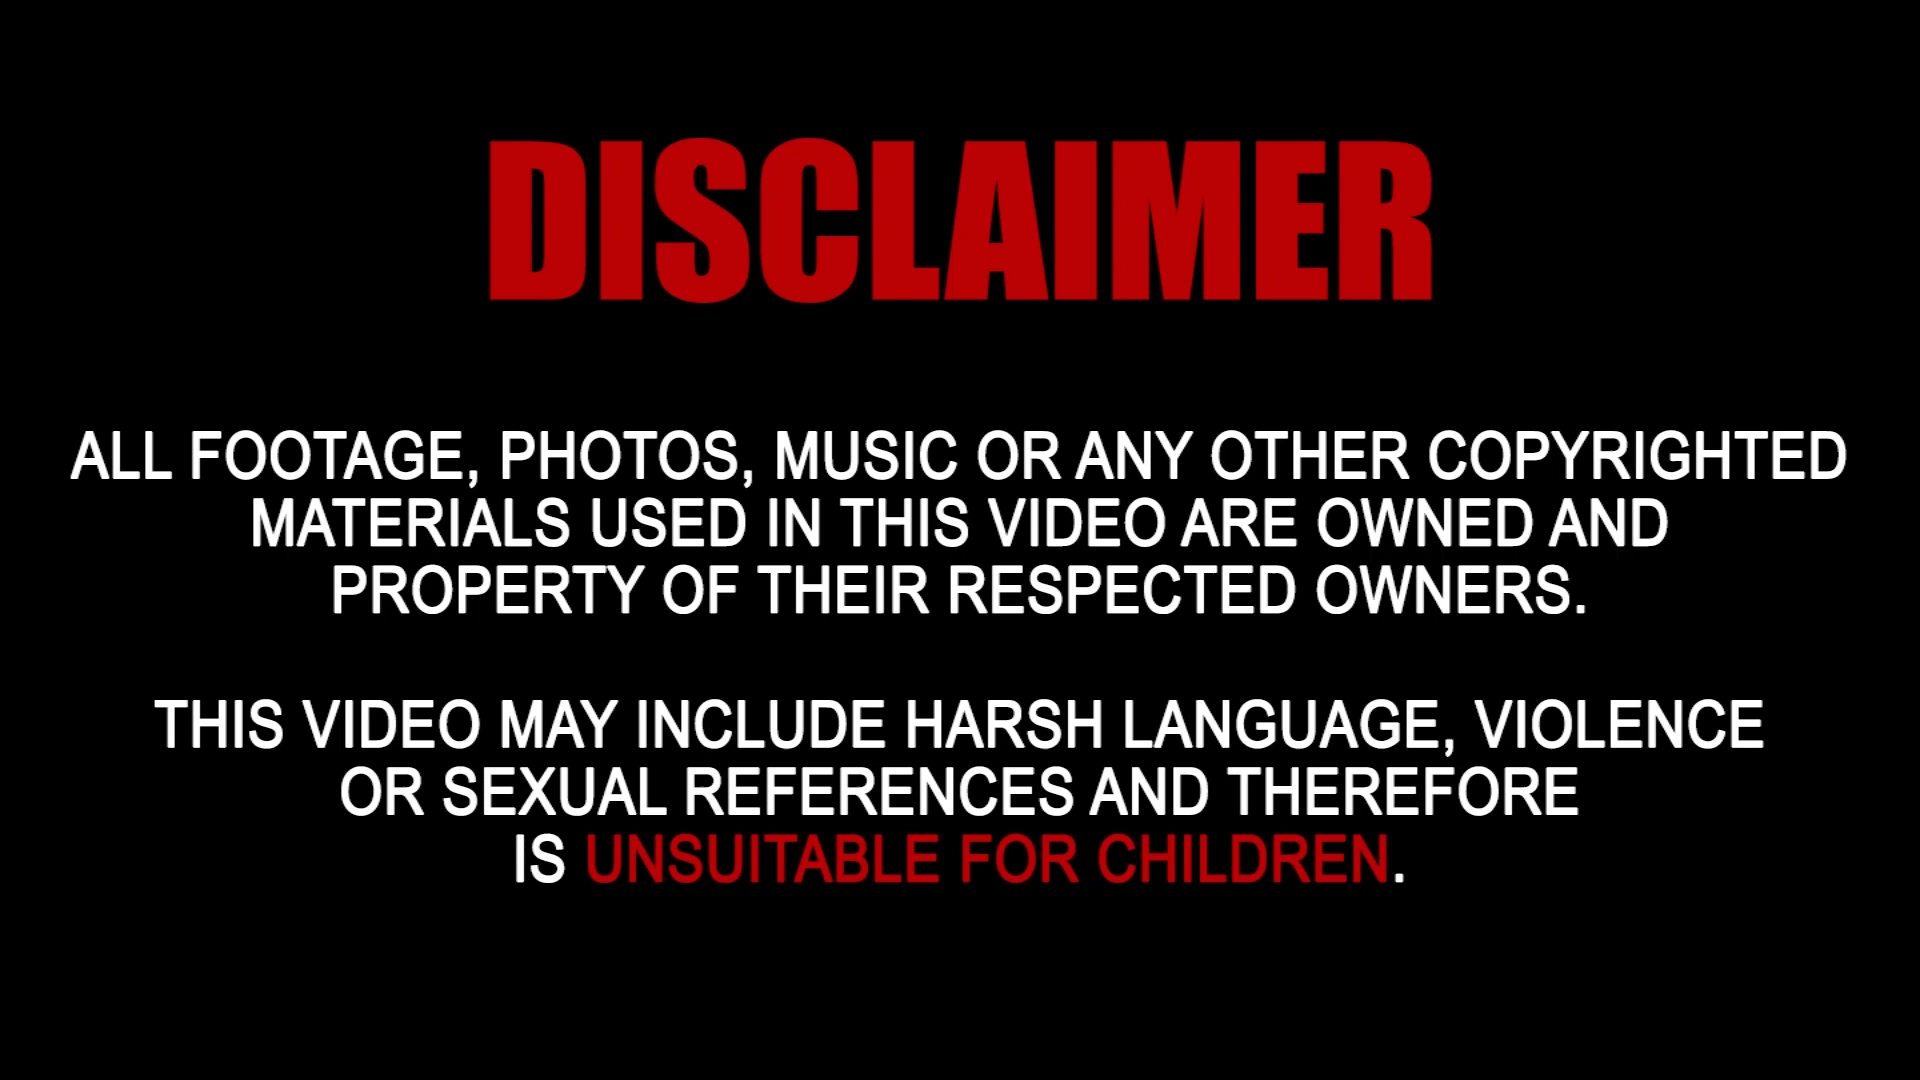 DISCLAIMER
ALL FOOTAGE, PHOTOS, MUSIC OR ANY OTHER COPYRIGHTED
MATERIALS USED IN THIS VIDEO ARE OWNED AND
PROPERTY OF THEIR RESPECTED OWNERS.
THIS VIDEO MAY INCLUDE HARSH LANGUAGE, VIOLENCE
OR SEXUAL REFERENCES AND THEREFORE
IS UNSUITABLE FOR CHILDREN.